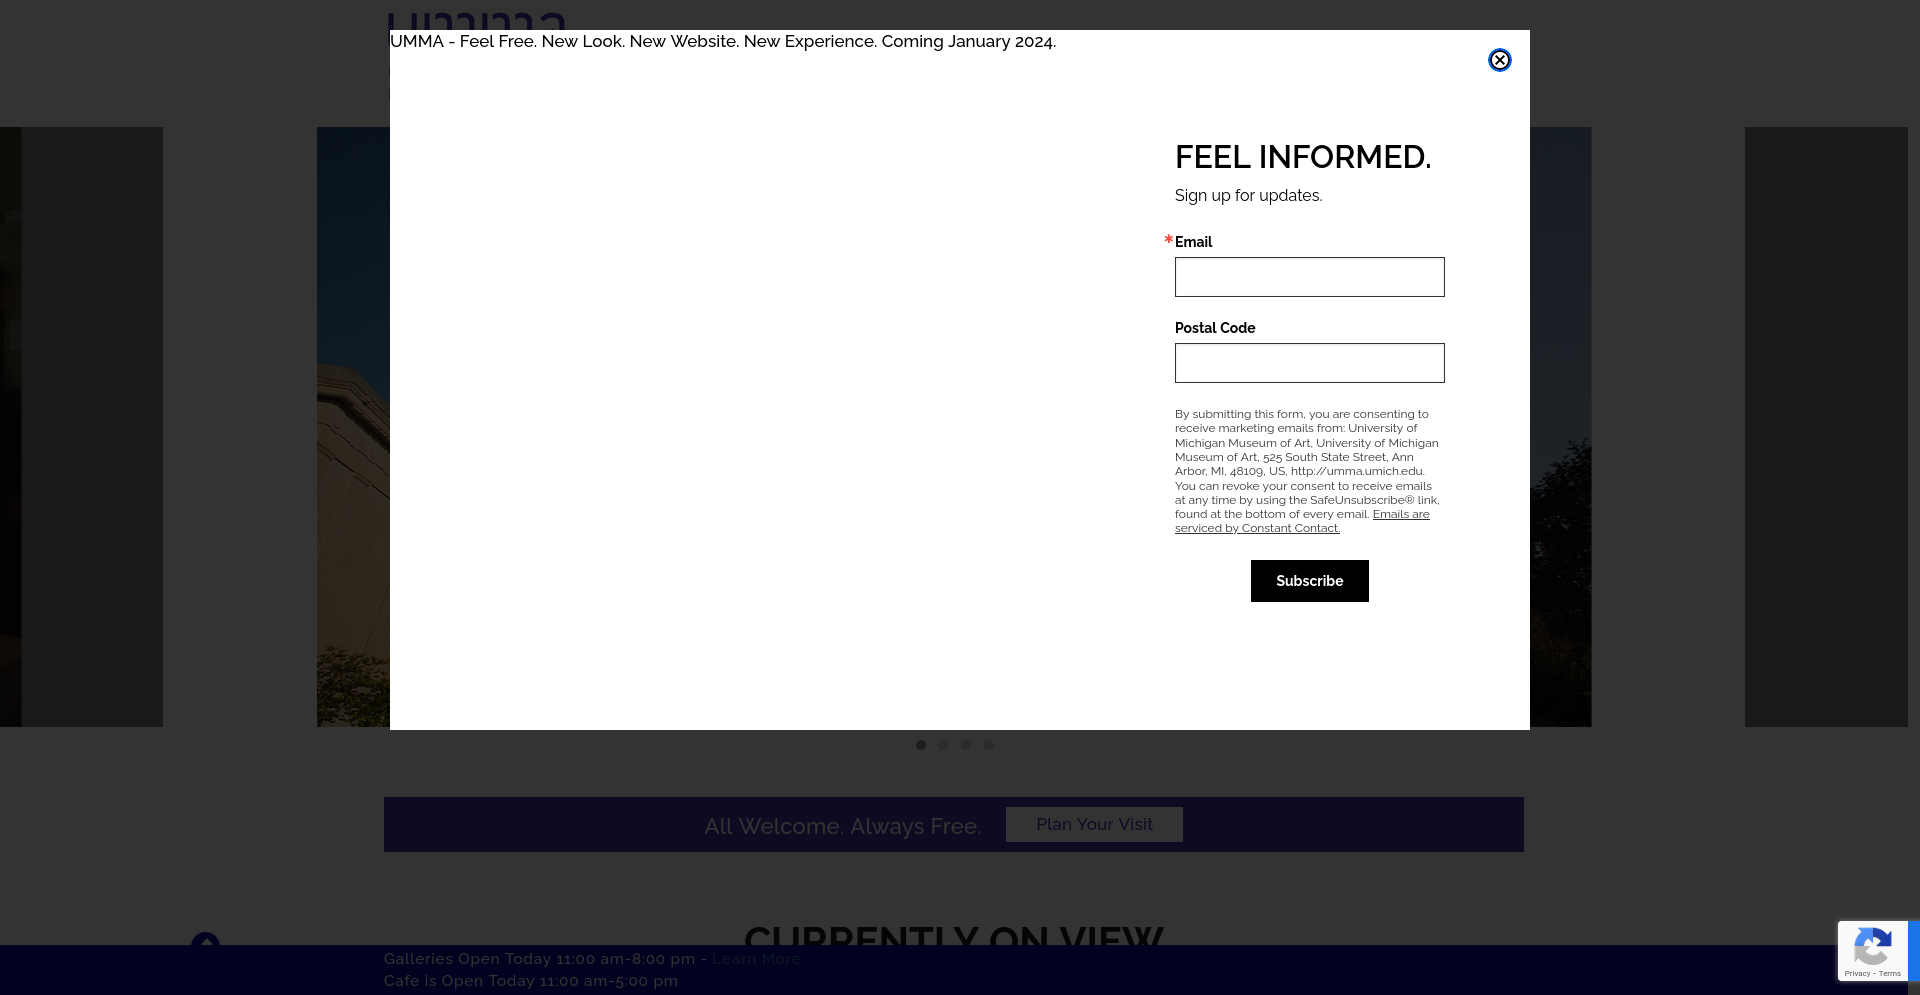 umma
UMMA - Feel Free. New Look. New Website. New Experience. Coming January 2024.
FEEL INFORMED.
Sign up for updates.
* Email
Postal Code
By submitting this form, you are consenting to
receive marketing emails from: University of
Michigan Museum of Art, University of Michigan
Museum of Art, 525 South State Street, Ann
Arbor, MI, 48109, US, http://umma.umich.edu.
You can revoke your consent to receive emails
at any time by using the SafeUnsubscribe® link,
found at the bottom of every email. Emails are
serviced by Constant Contact.
Subscribe
All Welcome. Always Free.
Plan Your Visit
CURRENTLY ON VIEW
Galleries Open Today 11:00 am-8:00 pm - Learn More
Cafe is Open Today 11:00 am-5:00 pm
Privacy - Terms